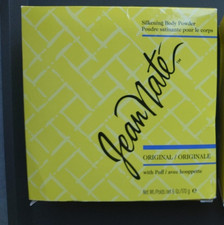 Silkening Body Powder
Poudre satinante pour le corps
Jean Naté
ORIGINAL / ORIGINALE
with Puff / avec houppette